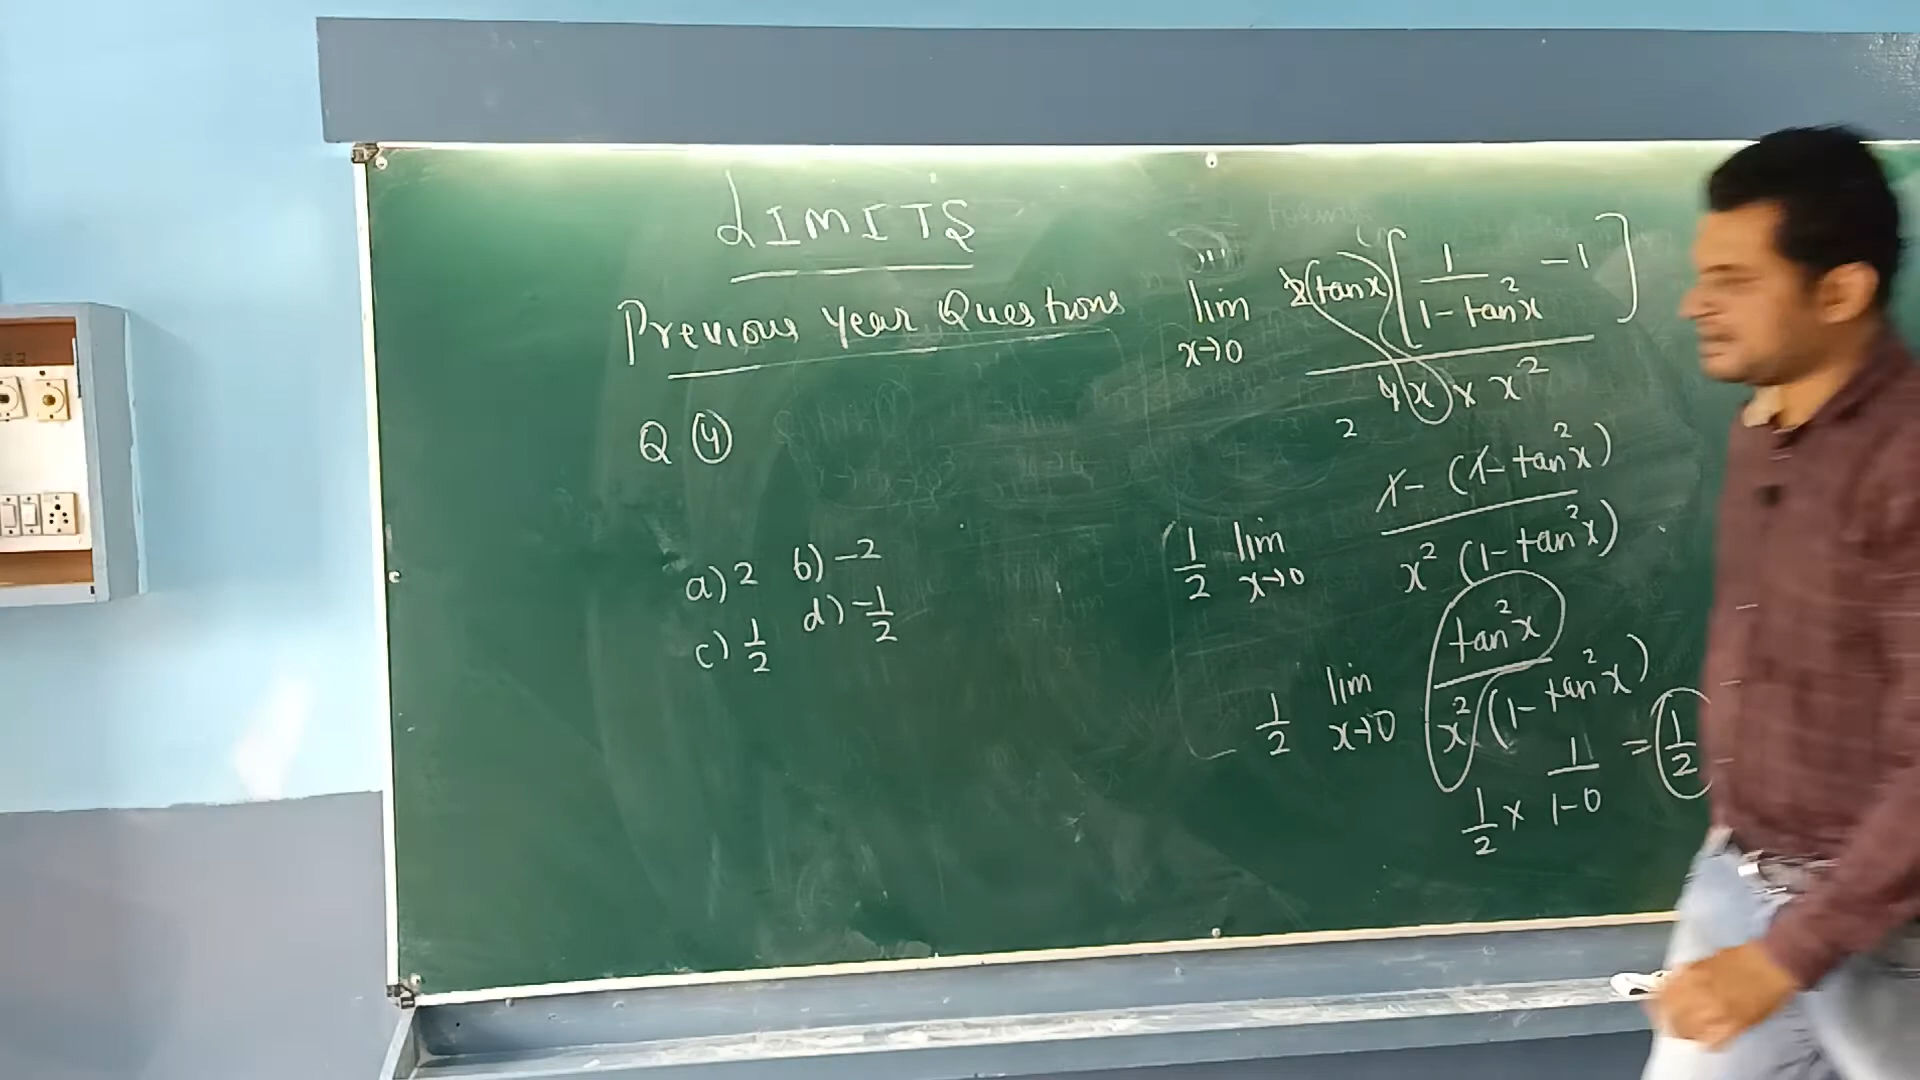 LIMITS
Previous year Questions
Q ④
a) 2 b) -2
c) 1/2 d) -1/2
lim x→0 2(tanx) [1/(1-tan²x) -1] / 4(x) × x²
2
1/2 lim x→0 1-(1-tan²x) / x²(1-tan²x)
1/2 lim x→0 tan²x / x²(1-tan²x)
1/2 × 1/(1-0) = 1/2